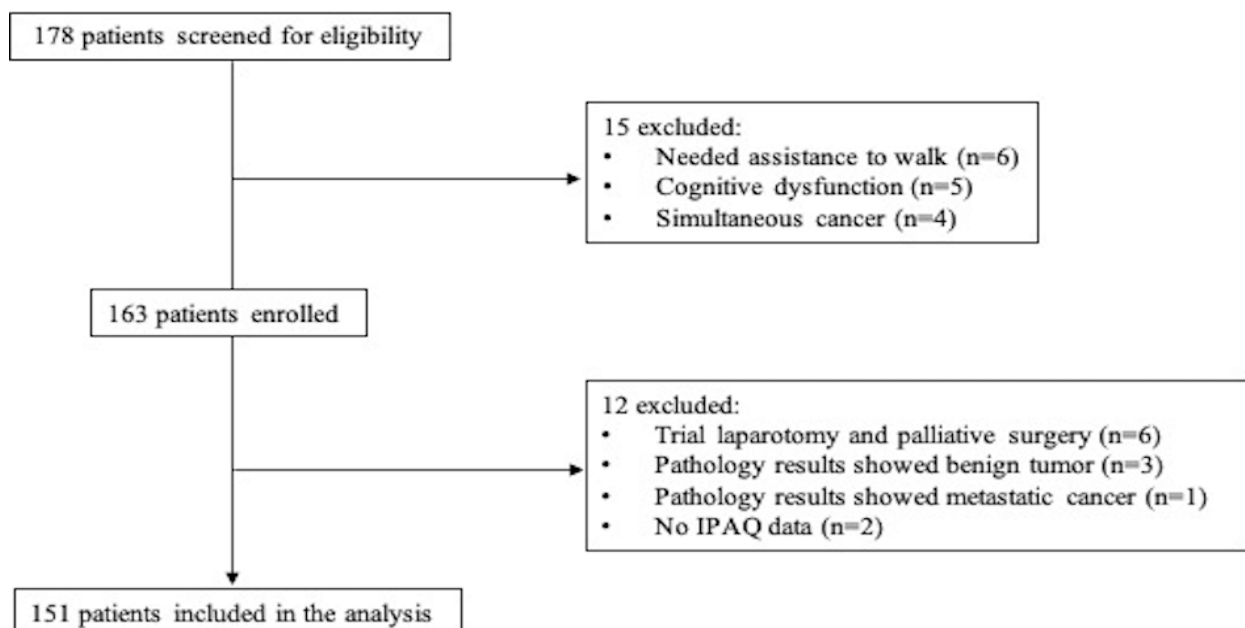 178 patients screened for eligibility
15 excluded:
• Needed assistance to walk (n=6)
• Cognitive dysfunction (n=5)
• Simultaneous cancer (n=4)
163 patients enrolled
12 excluded:
• Trial laparotomy and palliative surgery (n=6)
• Pathology results showed benign tumor (n=3)
• Pathology results showed metastatic cancer (n=1)
• No IPAQ data (n=2)
151 patients included in the analysis